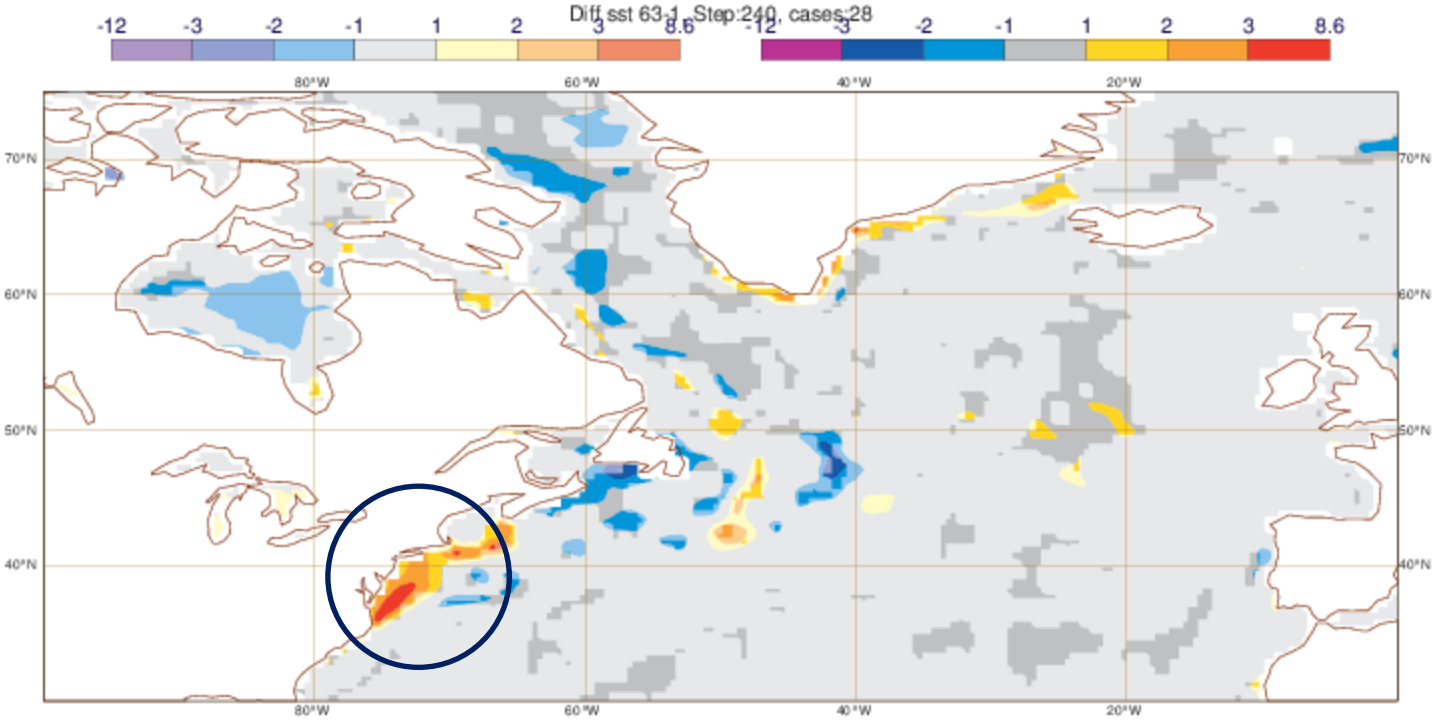 Diff sst 63-1, Step:240, cases:28
-12 -3 -2 -1 1 2 3 8.6 -12 -3 -2 -1 1 2 3 8.6
80°W 60°W 40°W 20°W
70°N 70°N
60°N 60°N
50°N 50°N
40°N 40°N
80°W 60°W 40°W 20°W